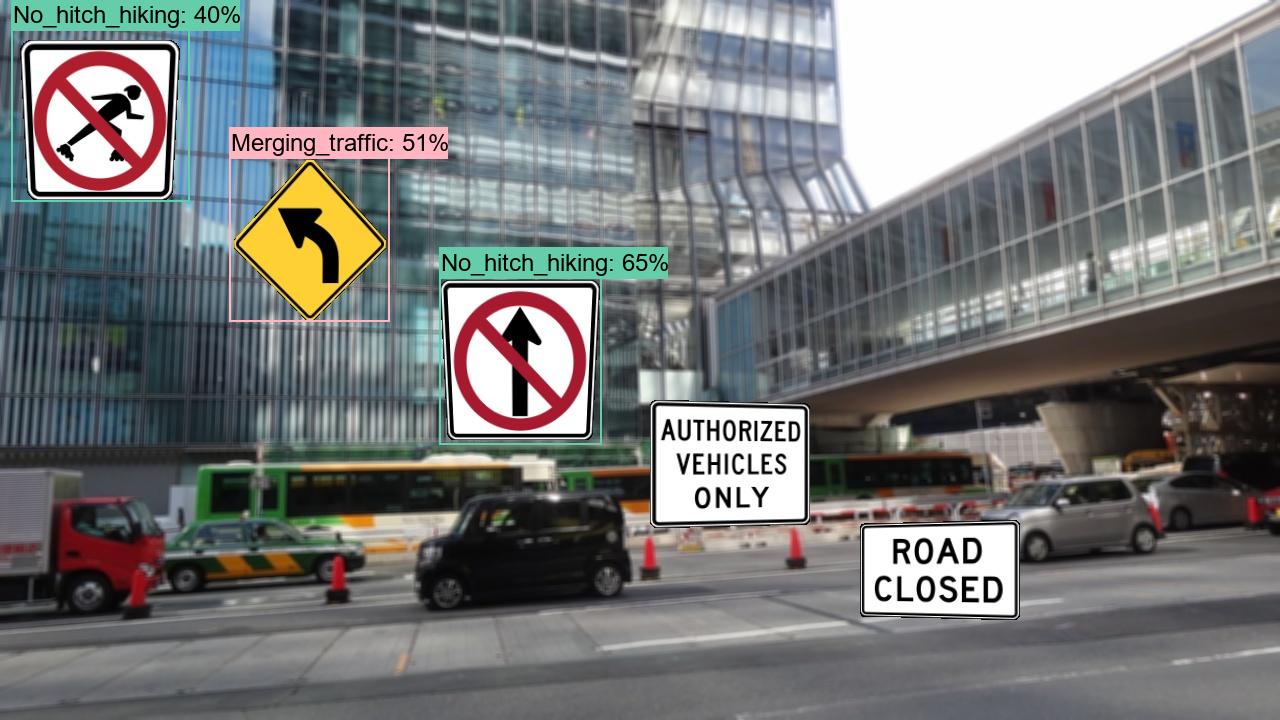 No_hitch_hiking: 40%
Merging_traffic: 51%
No_hitch_hiking: 65%
AUTHORIZED
VEHICLES
ONLY
ROAD
CLOSED